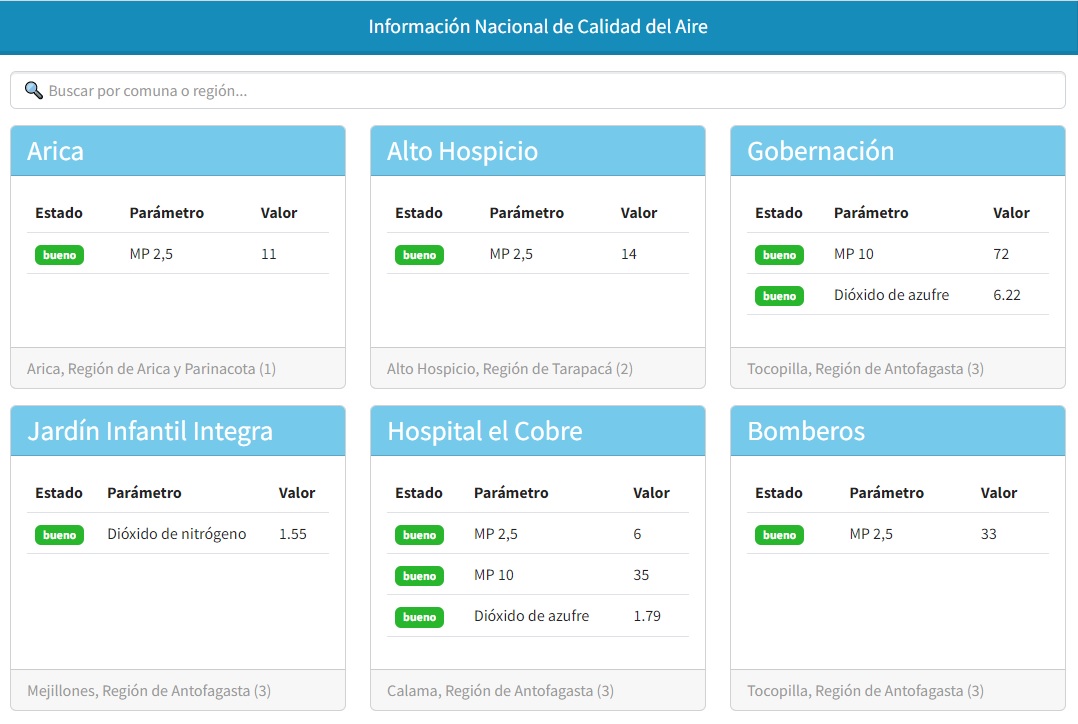 Información Nacional de Calidad del Aire
Buscar por comuna o región...
Arica
Estado Parámetro Valor
bueno MP 2,5 11
Arica, Región de Arica y Parinacota (1)
Alto Hospicio
Estado Parámetro Valor
bueno MP 2,5 14
Alto Hospicio, Región de Tarapacá (2)
Gobernación
Estado Parámetro Valor
bueno MP 10 72
bueno Dióxido de azufre 6.22
Tocopilla, Región de Antofagasta (3)
Jardín Infantil Integra
Estado Parámetro Valor
bueno Dióxido de nitrógeno 1.55
Mejillones, Región de Antofagasta (3)
Hospital el Cobre
Estado Parámetro Valor
bueno MP 2,5 6
bueno MP 10 35
bueno Dióxido de azufre 1.79
Calama, Región de Antofagasta (3)
Bomberos
Estado Parámetro Valor
bueno MP 2,5 33
Tocopilla, Región de Antofagasta (3)